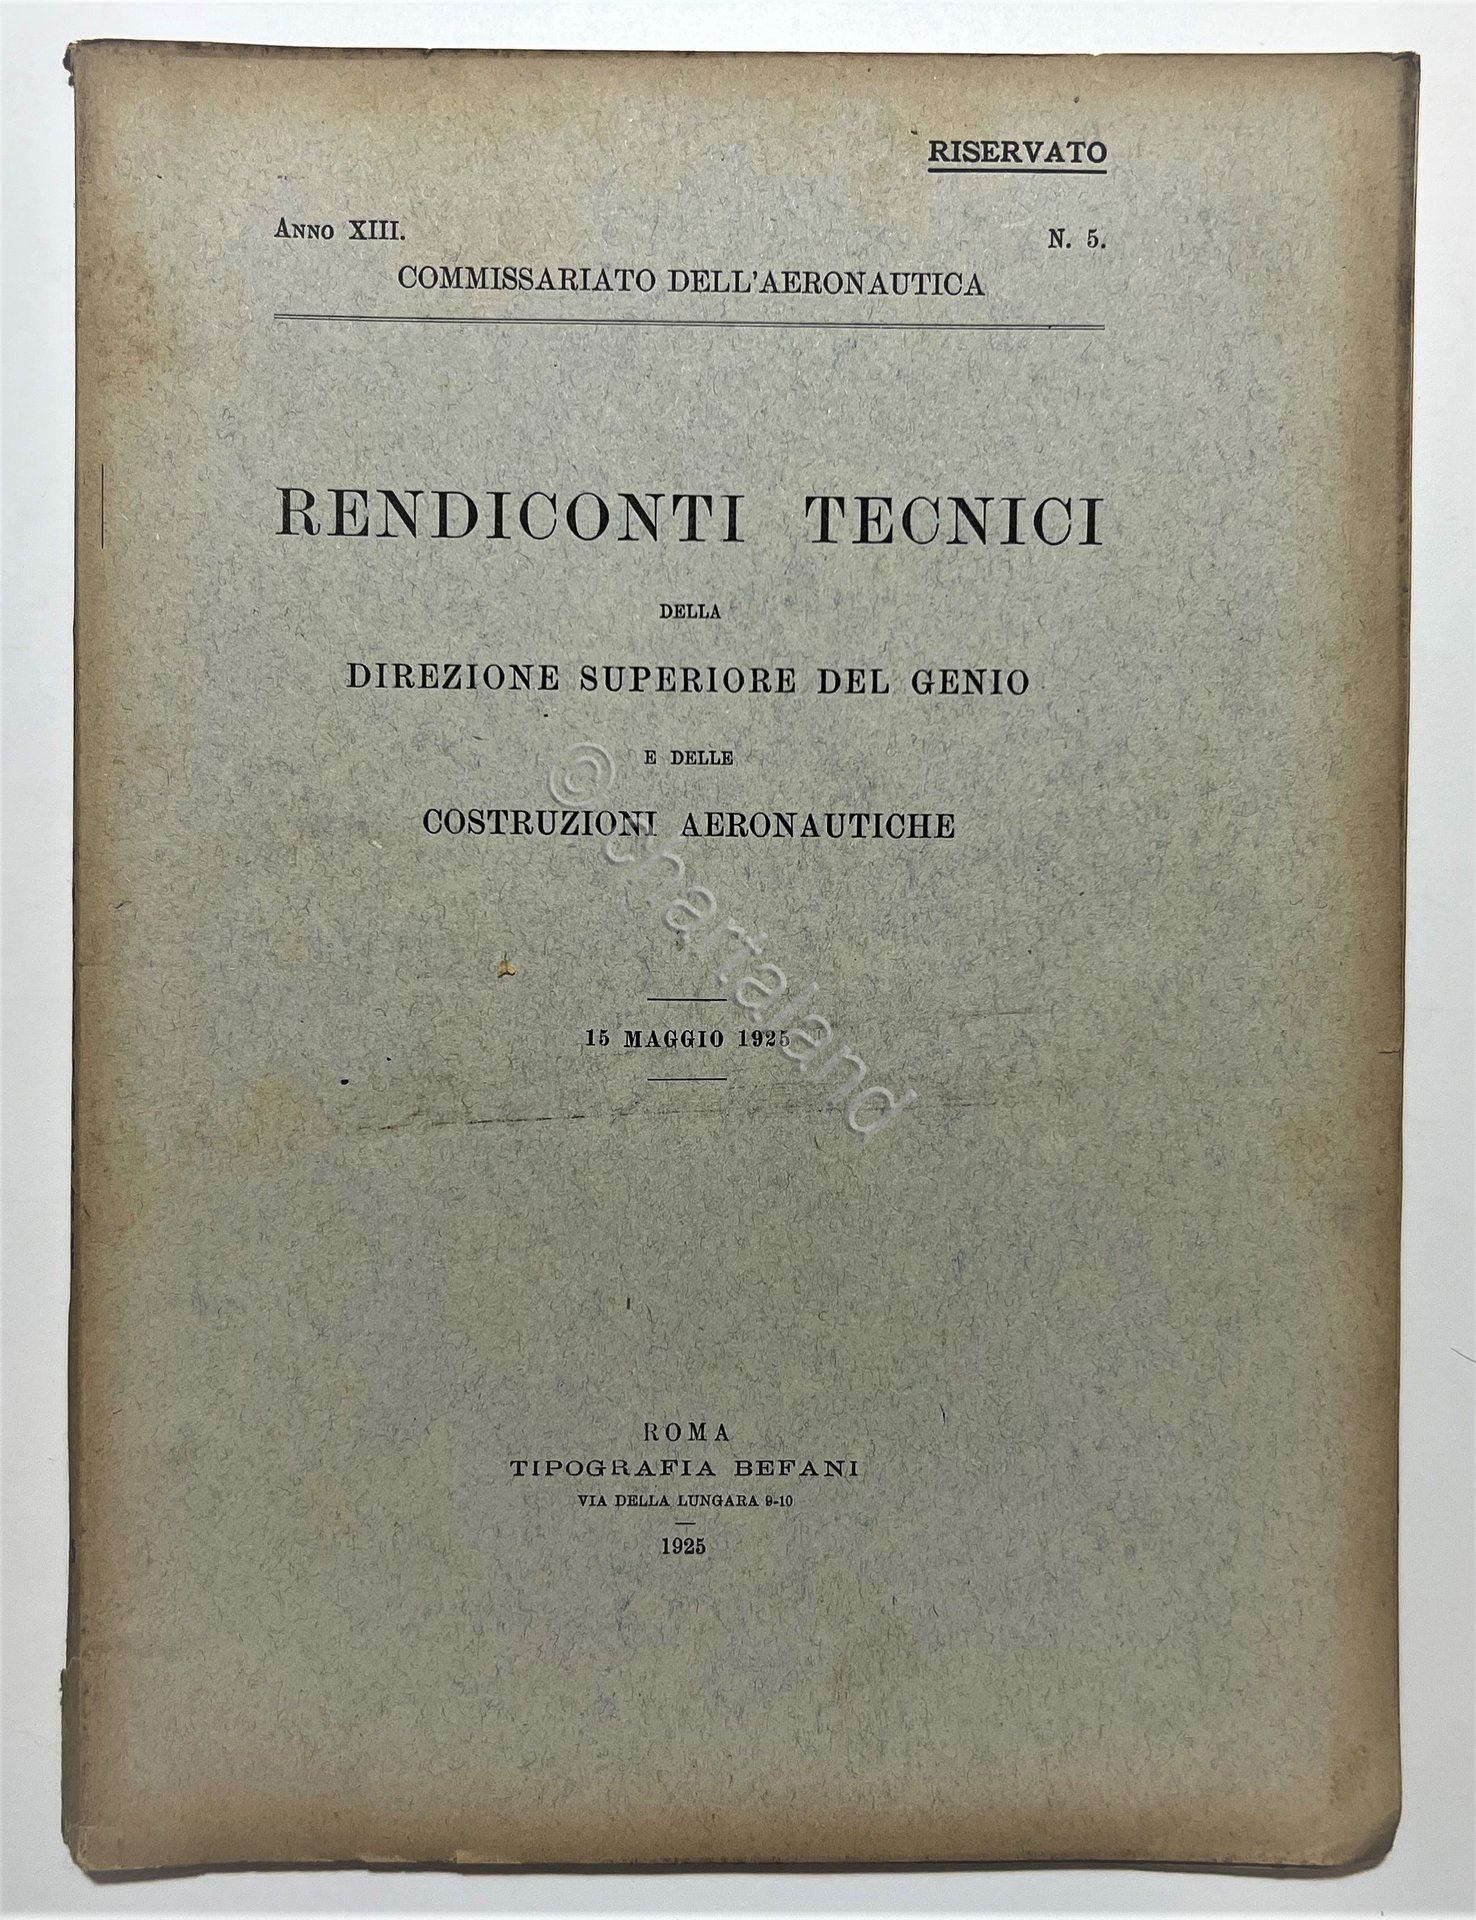 RISERVATO
ANNO XIII.
N. 5.
COMMISSARIATO DELL'AERONAUTICA
RENDICONTI TECNICI
DELLA
DIREZIONE SUPERIORE DEL GENIO
E DELLE
COSTRUZIONI AERONAUTICHE
15 MAGGIO 1925
ROMA
TIPOGRAFIA BEFANI
VIA DELLA LUNGARA 9-10
1925
©chartaland